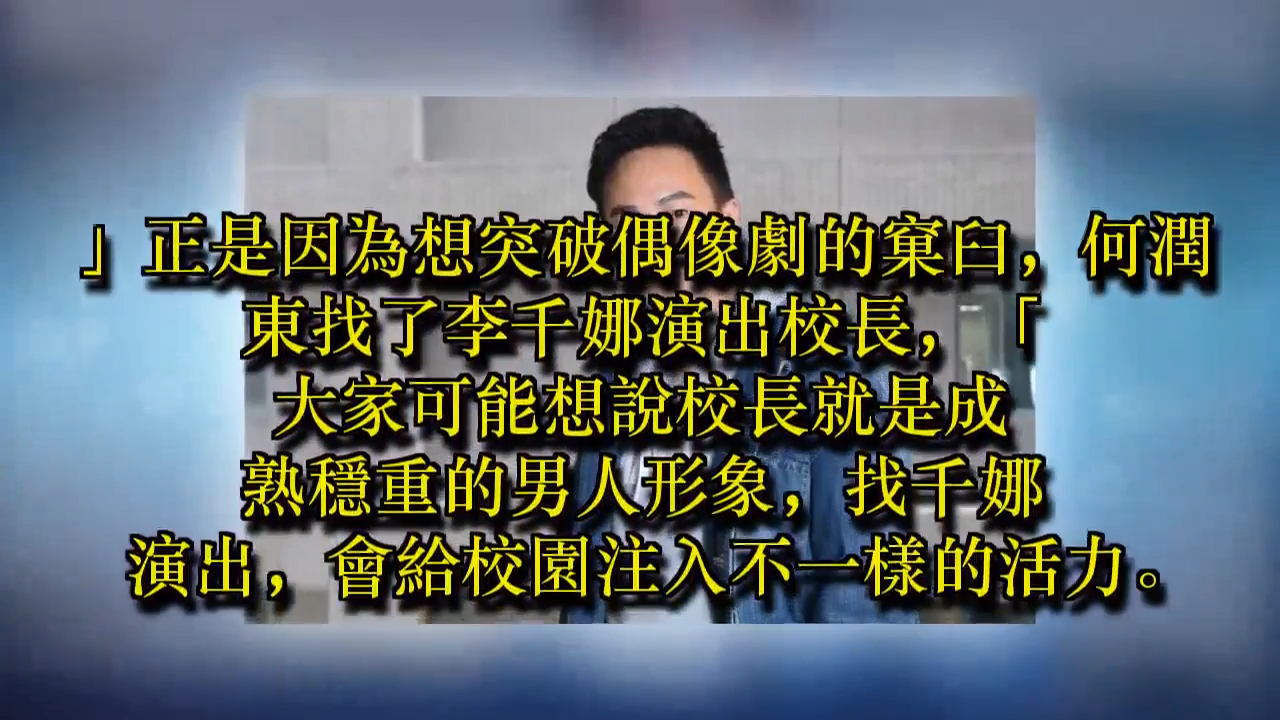 」正是因為想突破偶像劇的窠臼，何潤
東找了李千娜演出校長，「
大家可能想說校長就是成
熟穩重的男人形象，找千娜
演出，會給校園注入不一樣的活力。